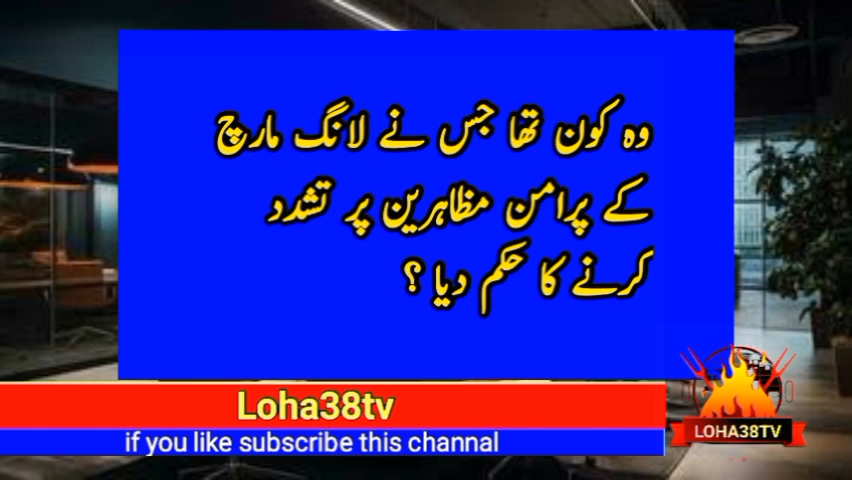 وہ کون تھا جس نے لانگ مارچ
کے پرامن مظاہرین پر تشدد
کرنے کا حکم دیا ؟
Loha38tv
if you like subscribe this channal
LOHA38TV